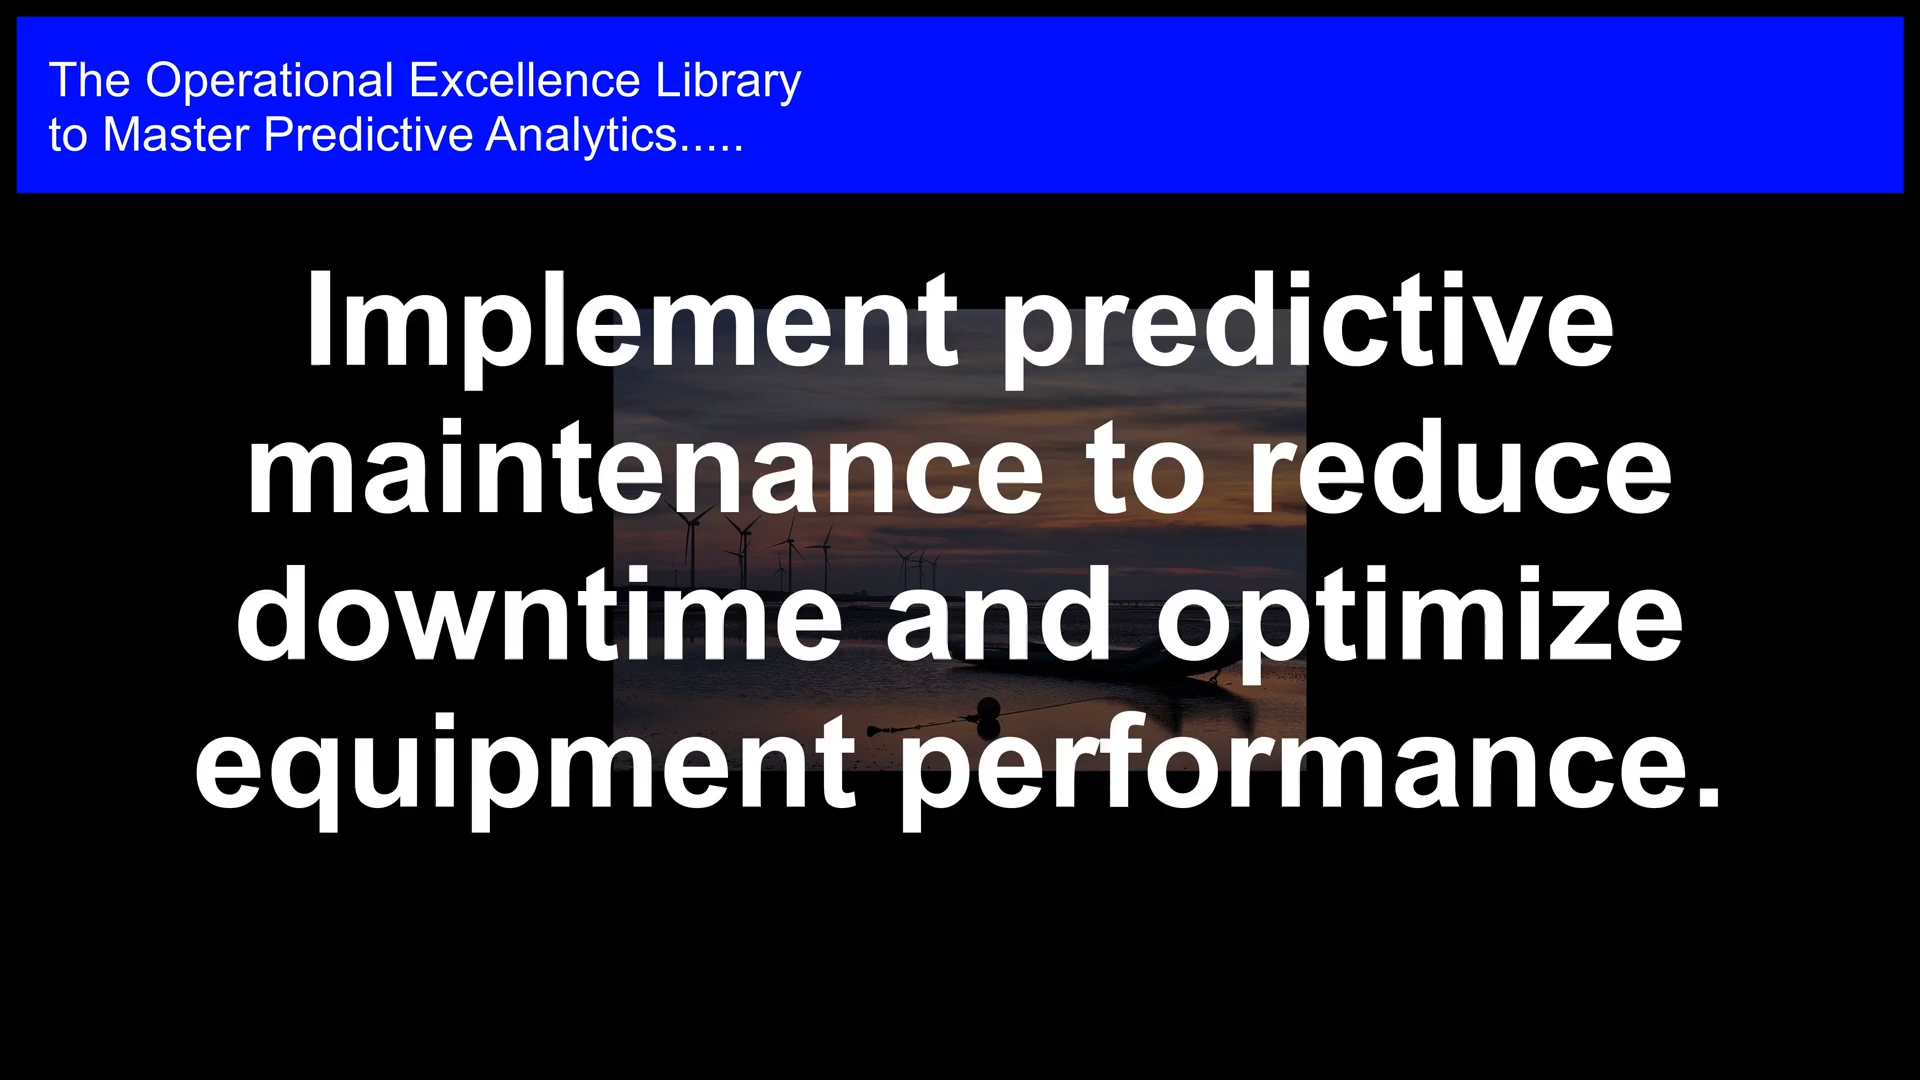 The Operational Excellence Library
to Master Predictive Analytics.....
Implement predictive
maintenance to reduce
downtime and optimize
equipment performance.